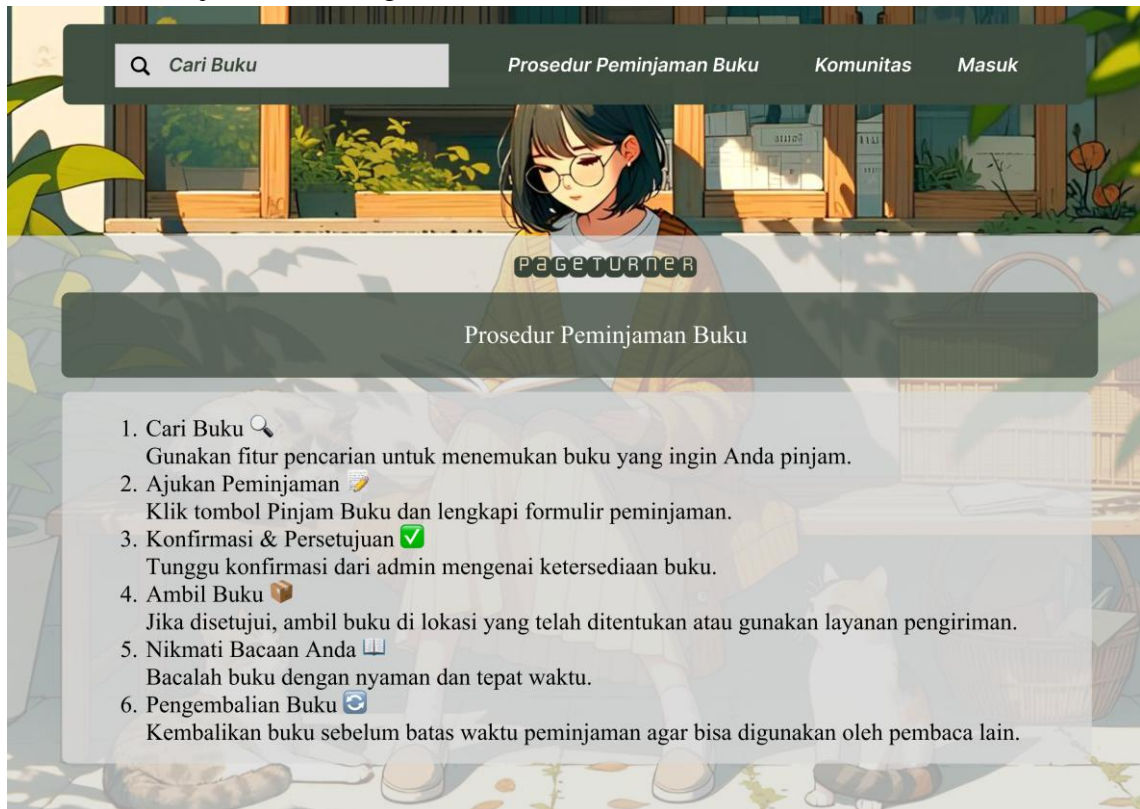 Cari Buku
Prosedur Peminjaman Buku
Komunitas
Masuk
PAGETURNER
Prosedur Peminjaman Buku
1. Cari Buku 🔍
Gunakan fitur pencarian untuk menemukan buku yang ingin Anda pinjam.
2. Ajukan Peminjaman 📝
Klik tombol Pinjam Buku dan lengkapi formulir peminjaman.
3. Konfirmasi & Persetujuan ✅
Tunggu konfirmasi dari admin mengenai ketersediaan buku.
4. Ambil Buku 📦
Jika disetujui, ambil buku di lokasi yang telah ditentukan atau gunakan layanan pengiriman.
5. Nikmati Bacaan Anda 📖
Bacalah buku dengan nyaman dan tepat waktu.
6. Pengembalian Buku 🔄
Kembalikan buku sebelum batas waktu peminjaman agar bisa digunakan oleh pembaca lain.